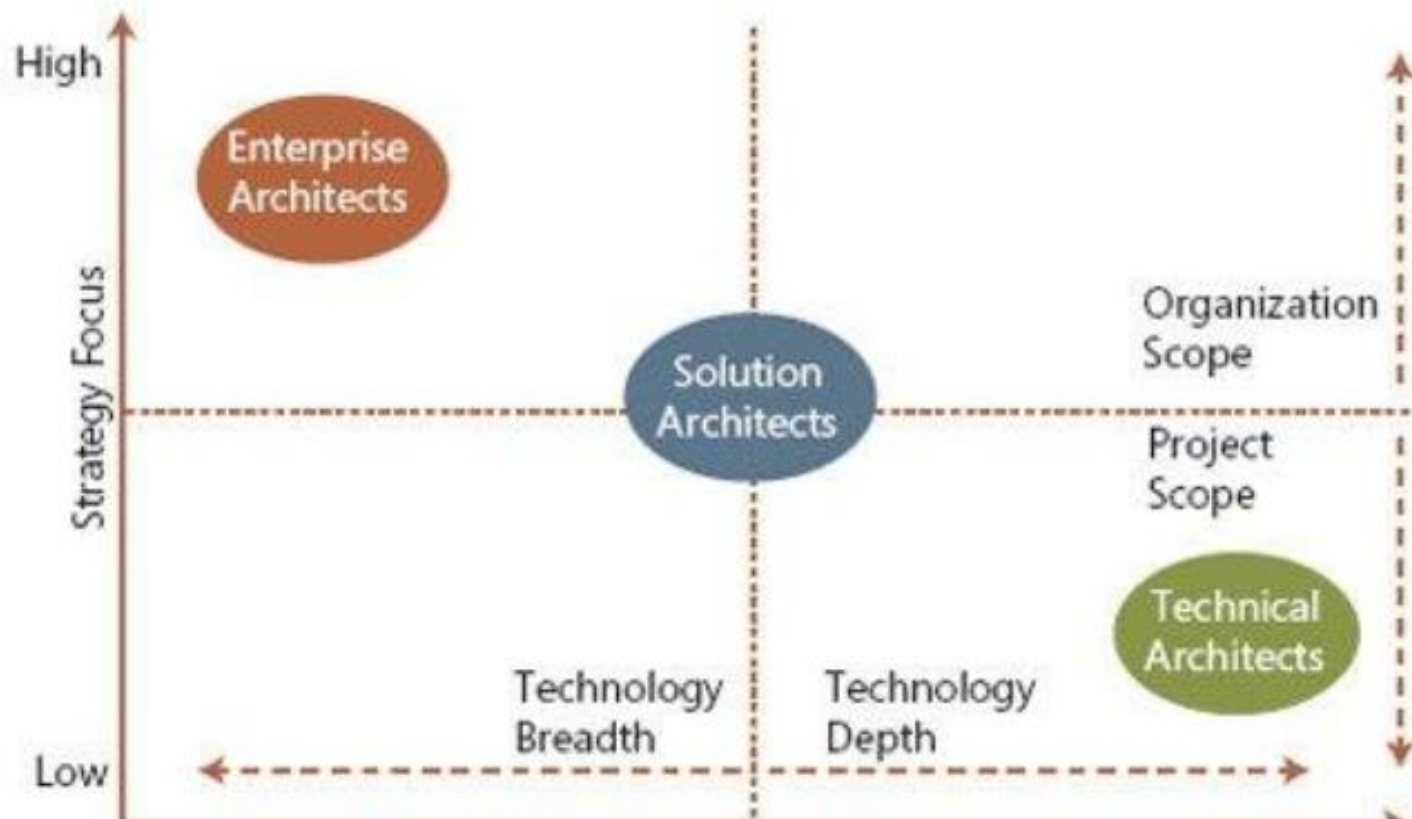 High
Enterprise
Architects
Strategy Focus
Solution
Architects
Organization
Scope
Project
Scope
Technical
Architects
Technology
Breadth
Technology
Depth
Low